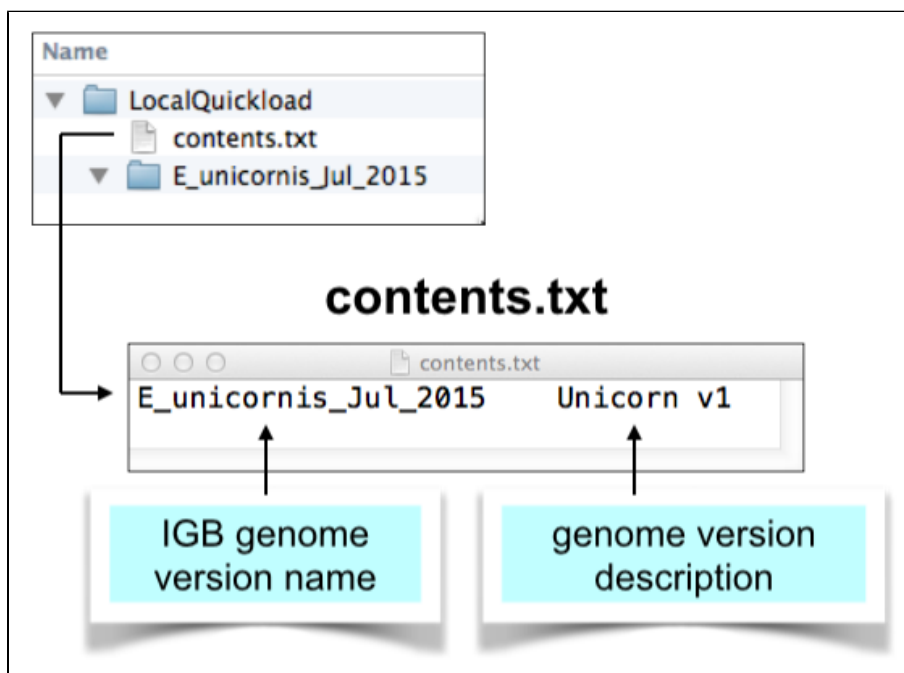 Name
LocalQuickload
contents.txt
E_unicornis_Jul_2015
contents.txt
contents.txt
E_unicornis_Jul_2015    Unicorn v1
IGB genome
version name
genome version
description